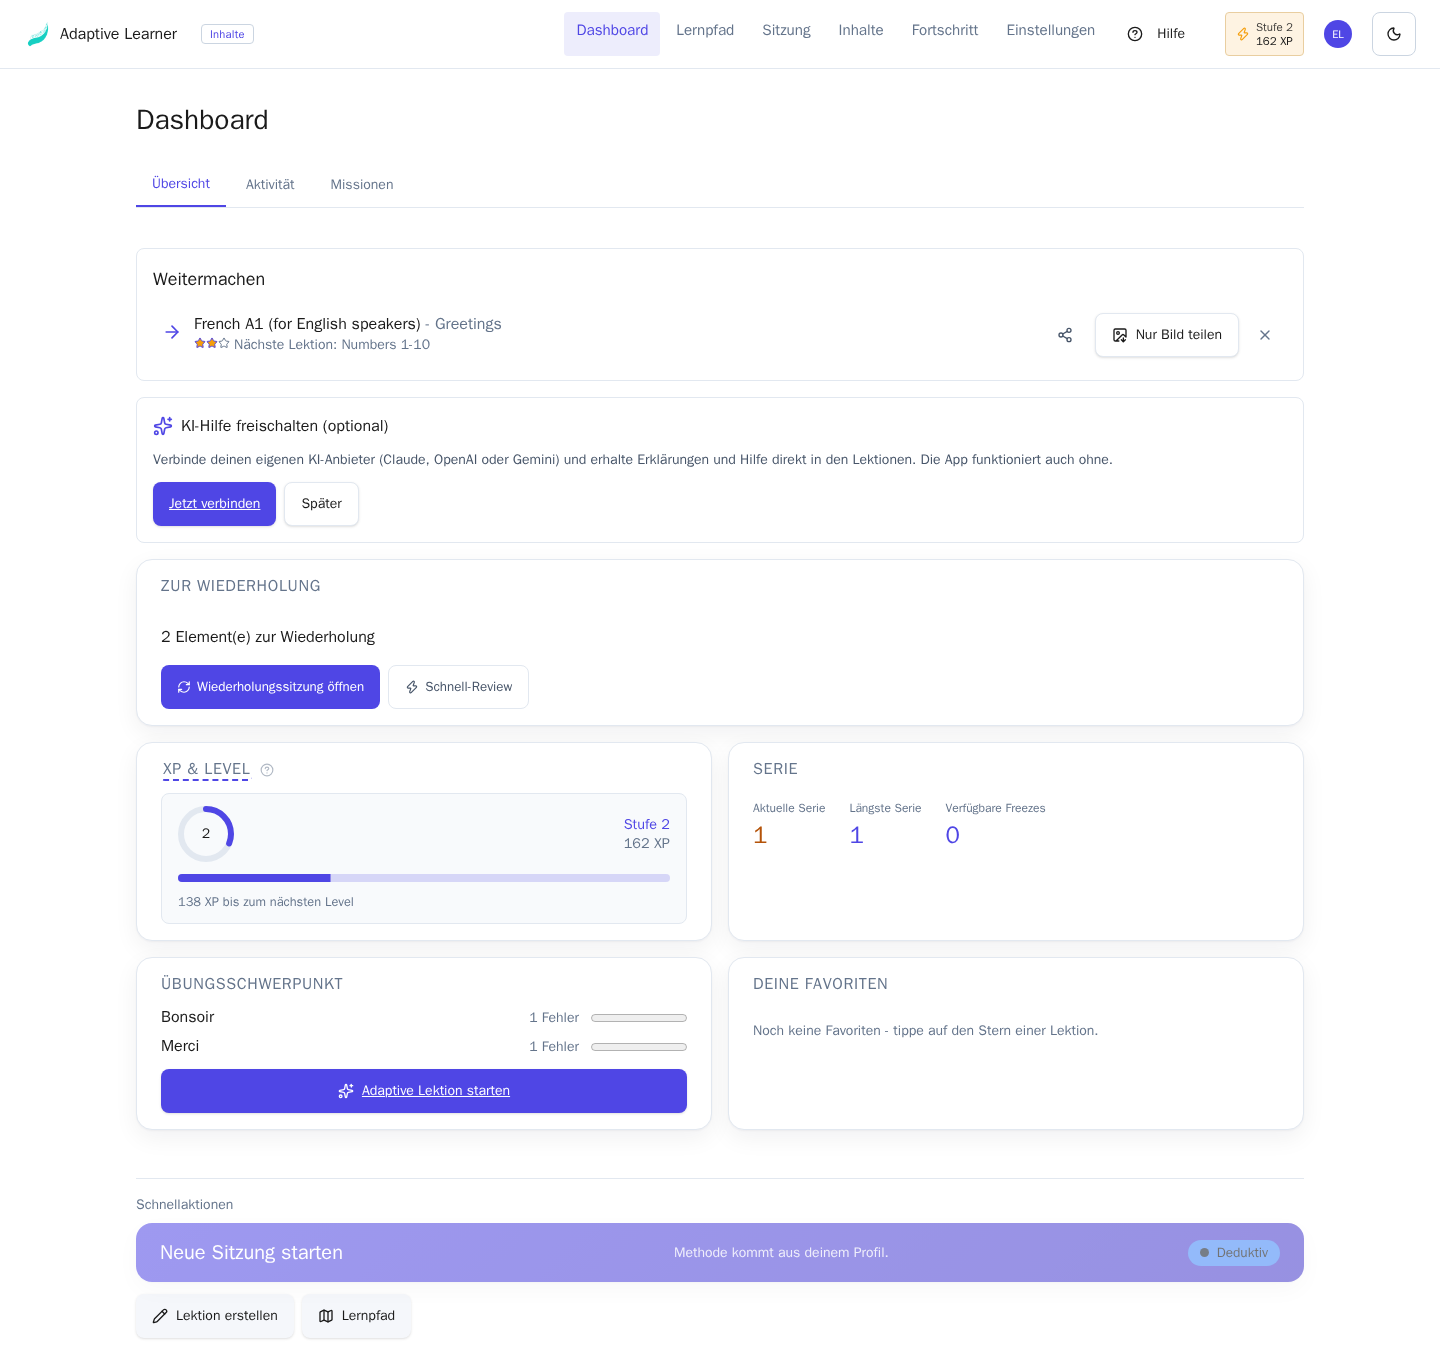 Adaptive Learner
Inhalte
Dashboard
Lernpfad
Sitzung
Inhalte
Fortschritt
Einstellungen
Hilfe
Stufe 2
162 XP
EL
Dashboard
Übersicht
Aktivität
Missionen
Weitermachen
French A1 (for English speakers) - Greetings
Nächste Lektion: Numbers 1-10
Nur Bild teilen
KI-Hilfe freischalten (optional)
Verbinde deinen eigenen KI-Anbieter (Claude, OpenAI oder Gemini) und erhalte Erklärungen und Hilfe direkt in den Lektionen. Die App funktioniert auch ohne.
Jetzt verbinden
Später
ZUR WIEDERHOLUNG
2 Element(e) zur Wiederholung
Wiederholungssitzung öffnen
Schnell-Review
XP & LEVEL
2
Stufe 2
162 XP
138 XP bis zum nächsten Level
SERIE
Aktuelle Serie
1
Längste Serie
1
Verfügbare Freezes
0
ÜBUNGSSCHWERPUNKT
Bonsoir
1 Fehler
Merci
1 Fehler
Adaptive Lektion starten
DEINE FAVORITEN
Noch keine Favoriten - tippe auf den Stern einer Lektion.
Schnellaktionen
Neue Sitzung starten
Methode kommt aus deinem Profil.
Deduktiv
Lektion erstellen
Lernpfad